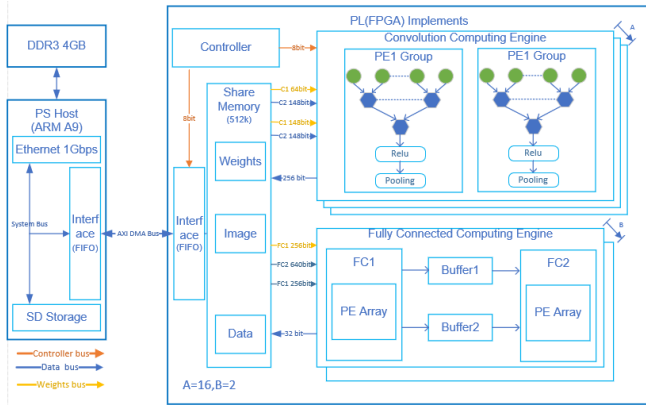 PL(FPGA) Implements
DDR3 4GB
PS Host
(ARM A9)
Ethernet 1Gbps
System Bus
Interf
ace
(FIFO)
SD Storage
AXI DMA Bus
Controller bus
Data bus
Weights bus
Controller
8bit
8bit
Interf
ace
(FIFO)
Share
Memory
(512k)
Weights
Image
Data
A=16,B=2
C1 64bit
C2 148bit
C1 148bit
C2 148bit
256 bit
FC1 256bit
FC2 640bit
FC1 256bit
32 bit
Convolution Computing Engine
A
PE1 Group
Relu
Pooling
PE1 Group
Relu
Pooling
B
Fully Connected Computing Engine
FC1
PE Array
Buffer1
Buffer2
FC2
PE Array